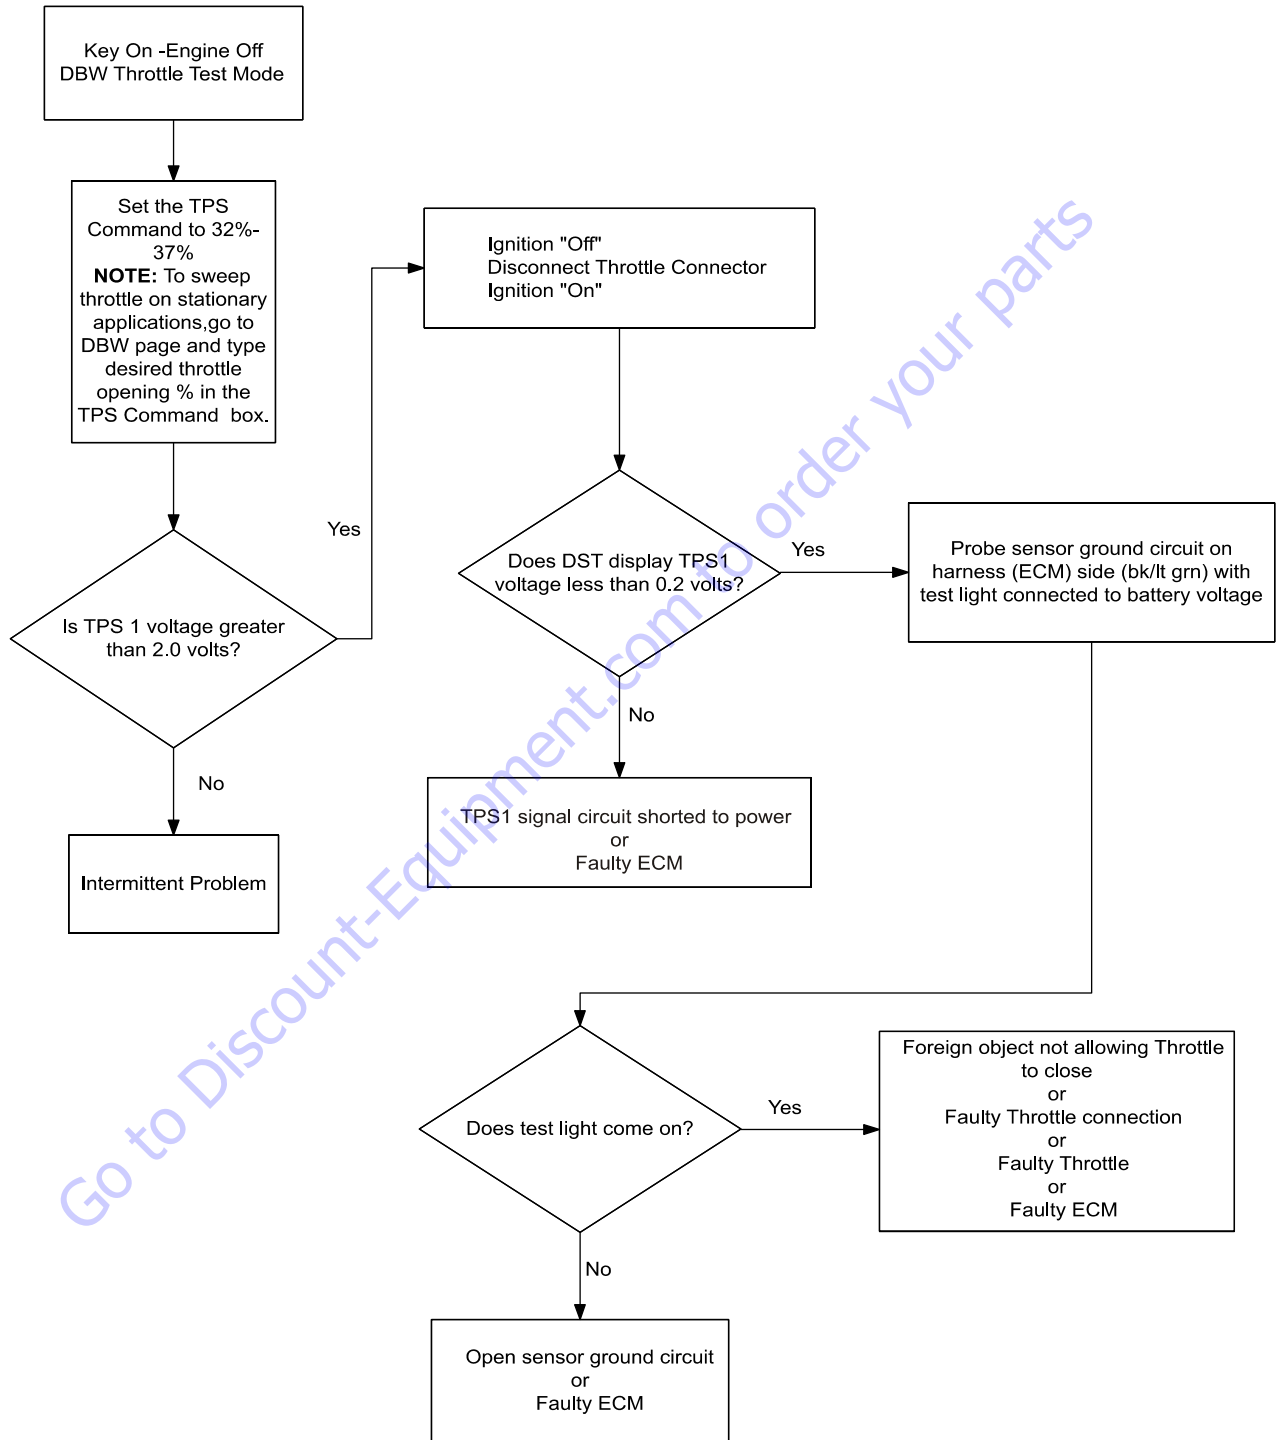 Key On -Engine Off
DBW Throttle Test Mode
Set the TPS
Command to 32%-
37%
NOTE: To sweep
throttle on stationary
applications,go to
DBW page and type
desired throttle
opening % in the
TPS Command box.
Is TPS 1 voltage greater
than 2.0 volts?
Yes
No
Intermittent Problem
Ignition "Off"
Disconnect Throttle Connector
Ignition "On"
Does DST display TPS1
voltage less than 0.2 volts?
Yes
No
TPS1 signal circuit shorted to power
or
Faulty ECM
Probe sensor ground circuit on
harness (ECM) side (bk/lt grn) with
test light connected to battery voltage
Does test light come on?
Yes
No
Foreign object not allowing Throttle
to close
or
Faulty Throttle connection
or
Faulty Throttle
or
Faulty ECM
Open sensor ground circuit
or
Faulty ECM
Go to Discount-Equipment.com to order your parts